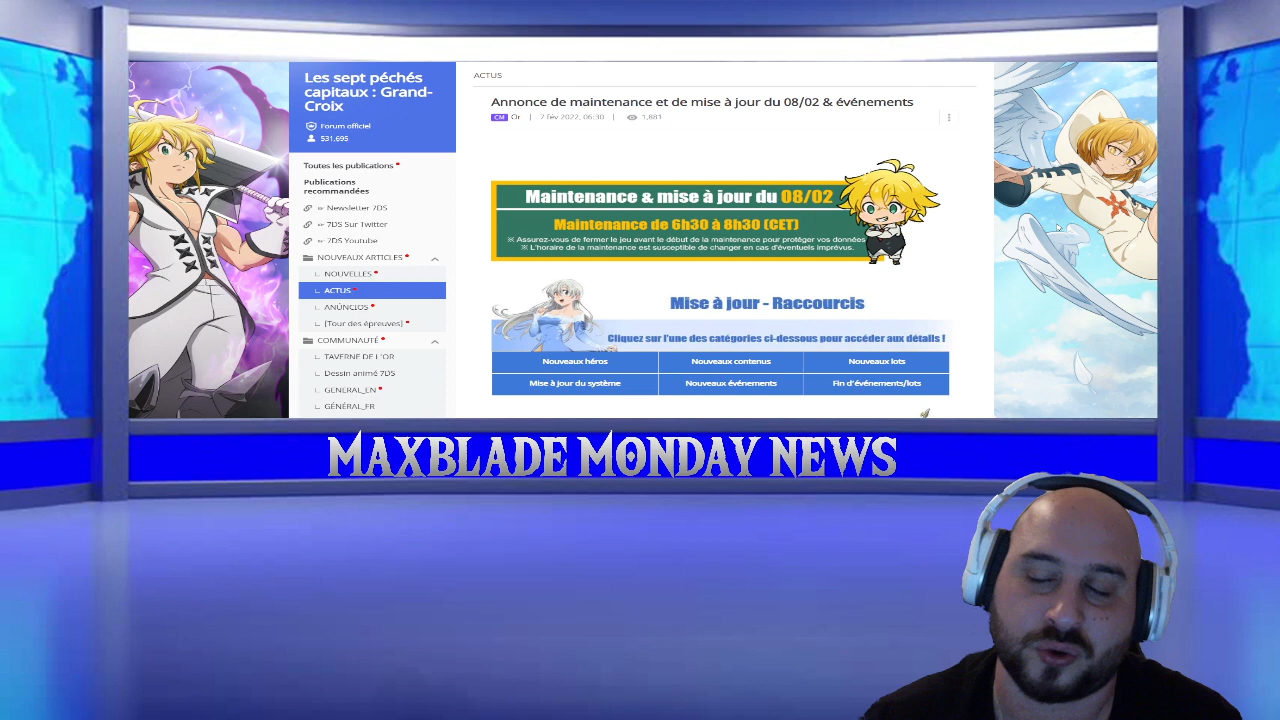 Les sept péchés
capitaux : Grand-
Croix
Forum officiel
531,695
Toutes les publications
Publications
recommandées
Newsletter 7DS
7DS Sur Twitter
7DS Youtube
NOUVEAUX ARTICLES
NOUVELLES
ACTUS
ANÚNCIOS
[Tour des épreuves]
COMMUNAUTÉ
TAVERNE DE L'OR
Dessin animé 7DS
GENERAL_EN
GÉNÉRAL_FR
ACTUS
Annonce de maintenance et de mise à jour du 08/02 & événements
CM Or | 7 fév 2022, 06:30 | 1,881
Maintenance & mise à jour du 08/02
Maintenance de 6h30 à 8h30 (CET)
※ Assurez-vous de fermer le jeu avant le début de la maintenance pour protéger vos données
※ L'horaire de la maintenance est susceptible de changer en cas d'éventuels imprévus.
Mise à jour - Raccourcis
Cliquez sur l'une des catégories ci-dessous pour accéder aux détails !
Nouveaux héros Nouveaux contenus Nouveaux lots
Mise à jour du système Nouveaux événements Fin d'événements/lots
MAXBLADE MONDAY NEWS